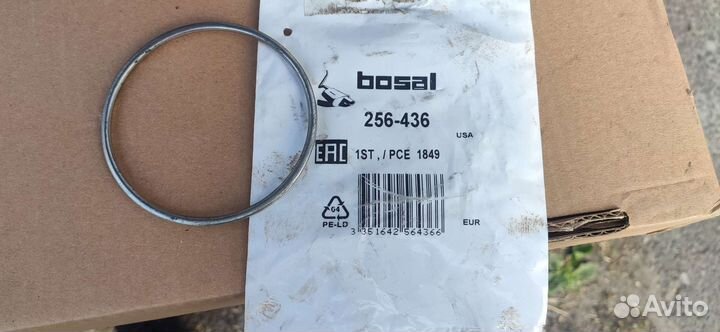 bosal
256-436
USA
EAC 1ST , / PCE 1849
04
PE-LD
EUR
3 351642 564366
Avito